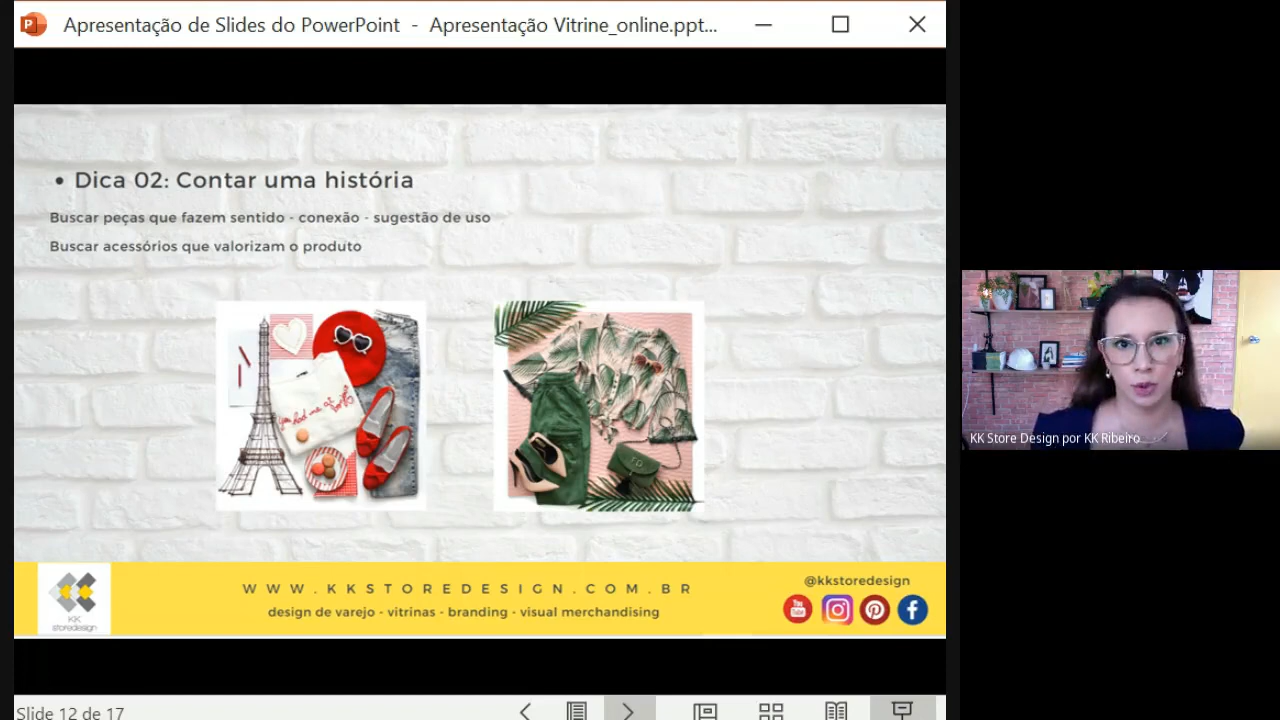 Apresentação de Slides do PowerPoint - Apresentação Vitrine_online.ppt...
• Dica 02: Contar uma história
Buscar peças que fazem sentido - conexão - sugestão de uso
Buscar acessórios que valorizam o produto
WWW.KKSTOREDESIGN.COM.BR
design de varejo - vitrinas - branding - visual merchandising
@kkstoredesign
KK
storedesign
KK Store Design por KK Ribeiro
Slide 12 de 17